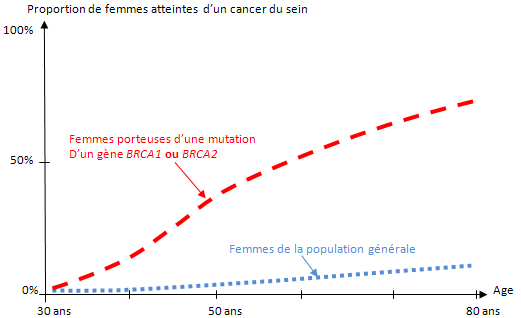 Proportion de femmes atteintes d'un cancer du sein
100%
Femmes porteuses d'une mutation
D'un gène BRCA1 ou BRCA2
50%
Femmes de la population générale
0%
Age
30 ans
50 ans
80 ans